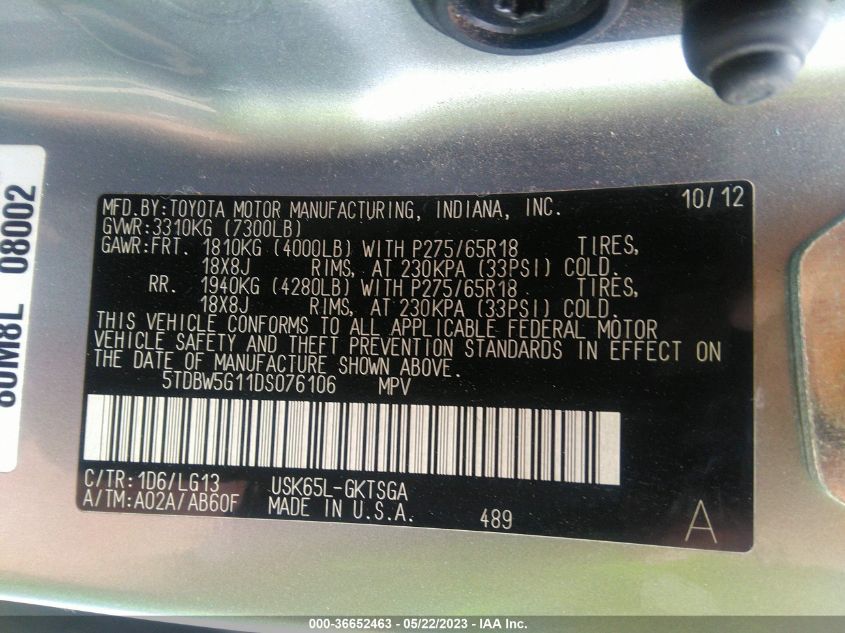 MFD.BY:TOYOTA MOTOR MANUFACTURING, INDIANA, INC. 10/12
GVWR:3310KG (7300LB)
GAWR:FRT. 1810KG (4000LB) WITH P275/65R18 TIRES,
18X8J RIMS, AT 230KPA (33PSI) COLD.
RR. 1940KG (4280LB) WITH P275/65R18 TIRES,
18X8J RIMS, AT 230KPA (33PSI) COLD.
THIS VEHICLE CONFORMS TO ALL APPLICABLE FEDERAL MOTOR
VEHICLE SAFETY AND THEFT PREVENTION STANDARDS IN EFFECT ON
THE DATE OF MANUFACTURE SHOWN ABOVE.
5TDBW5G11DS076106 MPV
C/TR:1D6/LG13 USK65L-GKTSGA
A/TM:A02A/AB60F MADE IN U.S.A. 489 A
08002
000-36652463 - 05/22/2023 - IAA Inc.